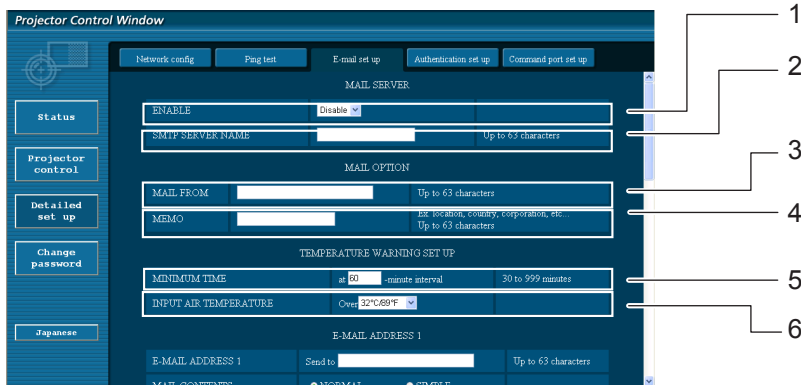 Projector Control Window
Network config Ping test E-mail set up Authentication set up Command port set up
MAIL SERVER
ENABLE Disable
SMTP SERVER NAME Up to 63 characters
MAIL OPTION
MAIL FROM Up to 63 characters
MEMO Ex. location, country, corporation, etc...
Up to 63 characters
TEMPERATURE WARNING SET UP
MINIMUM TIME at 60 -minute interval 30 to 999 minutes
INPUT AIR TEMPERATURE Over 32°C/89°F
E-MAIL ADDRESS 1
E-MAIL ADDRESS 1 Send to Up to 63 characters
MAIL CONTENTS NORMAL SIMPLE
Status
Projector
control
Detailed
set up
Change
password
Japanese
1
2
3
4
5
6